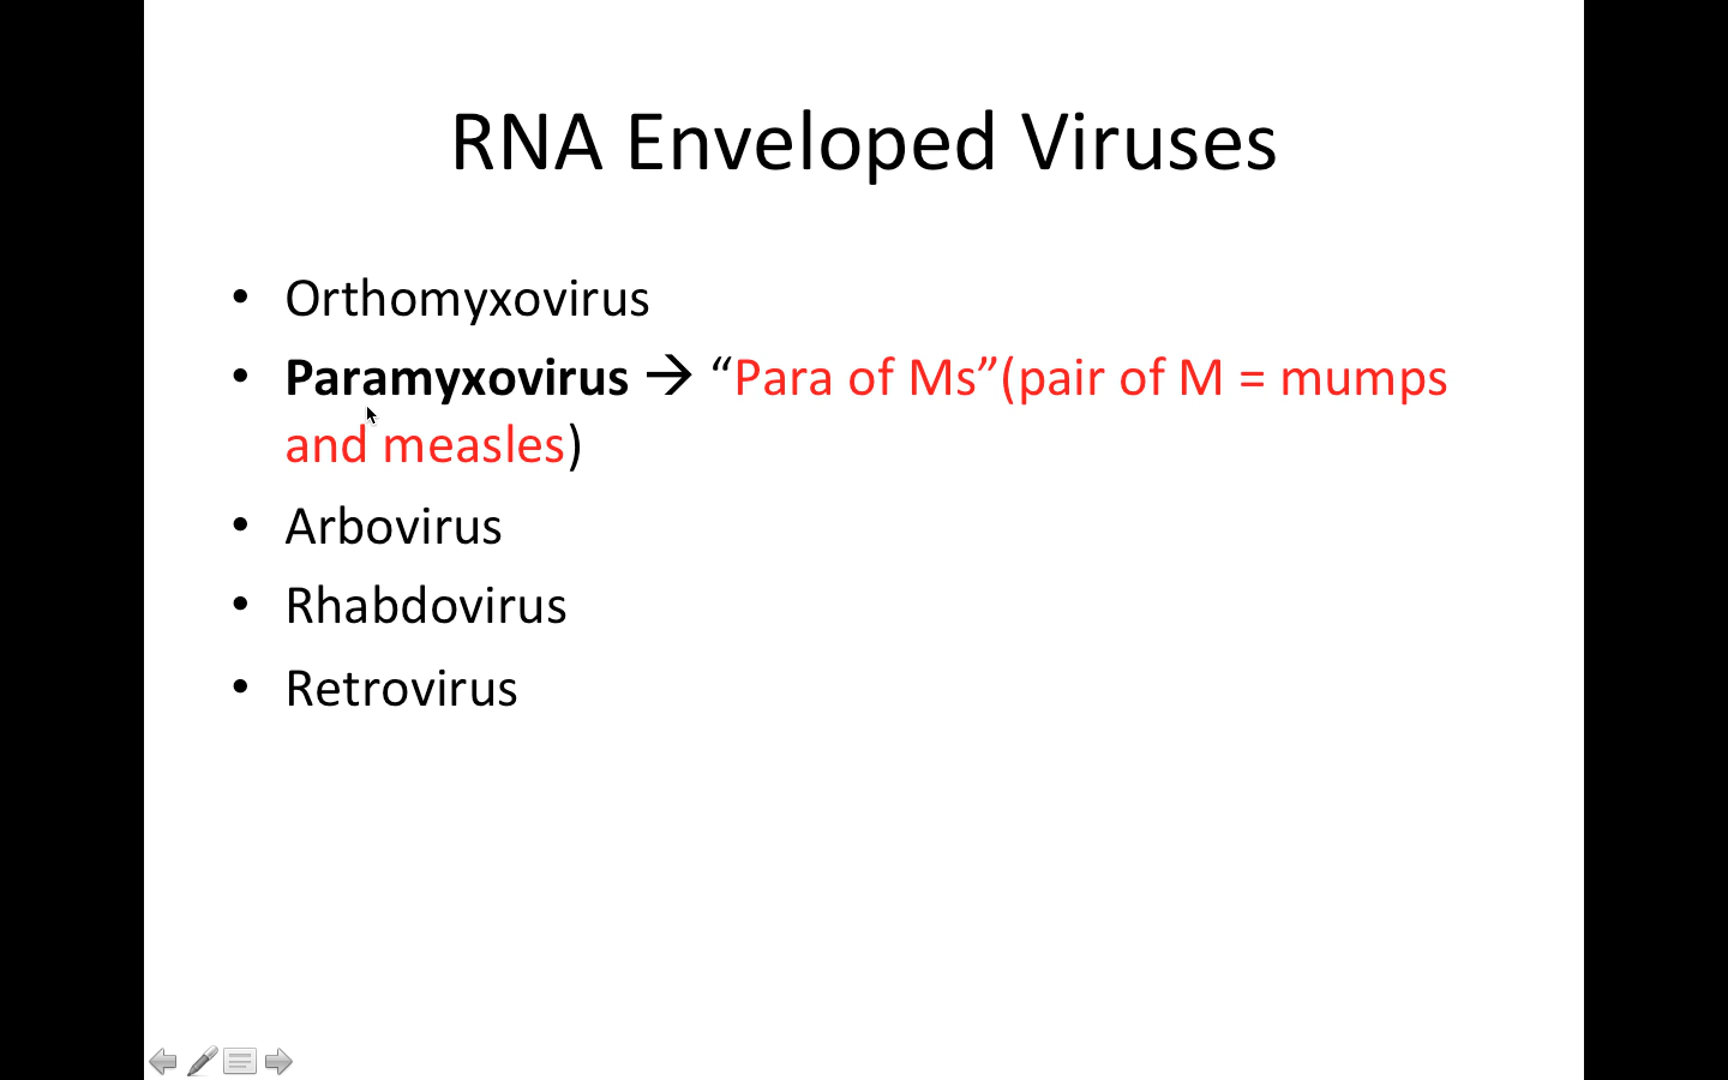 RNA Enveloped Viruses
• Orthomyxovirus
• Paramyxovirus → “Para of Ms”(pair of M = mumps
and measles)
• Arbovirus
• Rhabdovirus
• Retrovirus